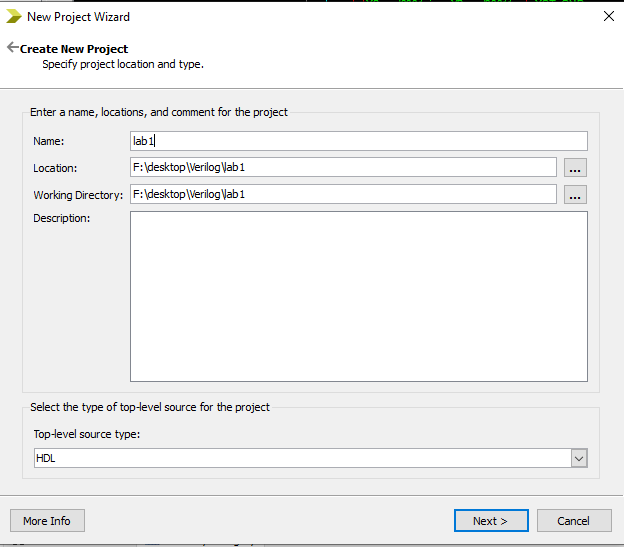 New Project Wizard
Create New Project
Specify project location and type.
Enter a name, locations, and comment for the project
Name:
lab1
Location:
F:\desktop\Verilog\lab1
...
Working Directory:
F:\desktop\Verilog\lab1
...
Description:
Select the type of top-level source for the project
Top-level source type:
HDL
More Info
Next >
Cancel